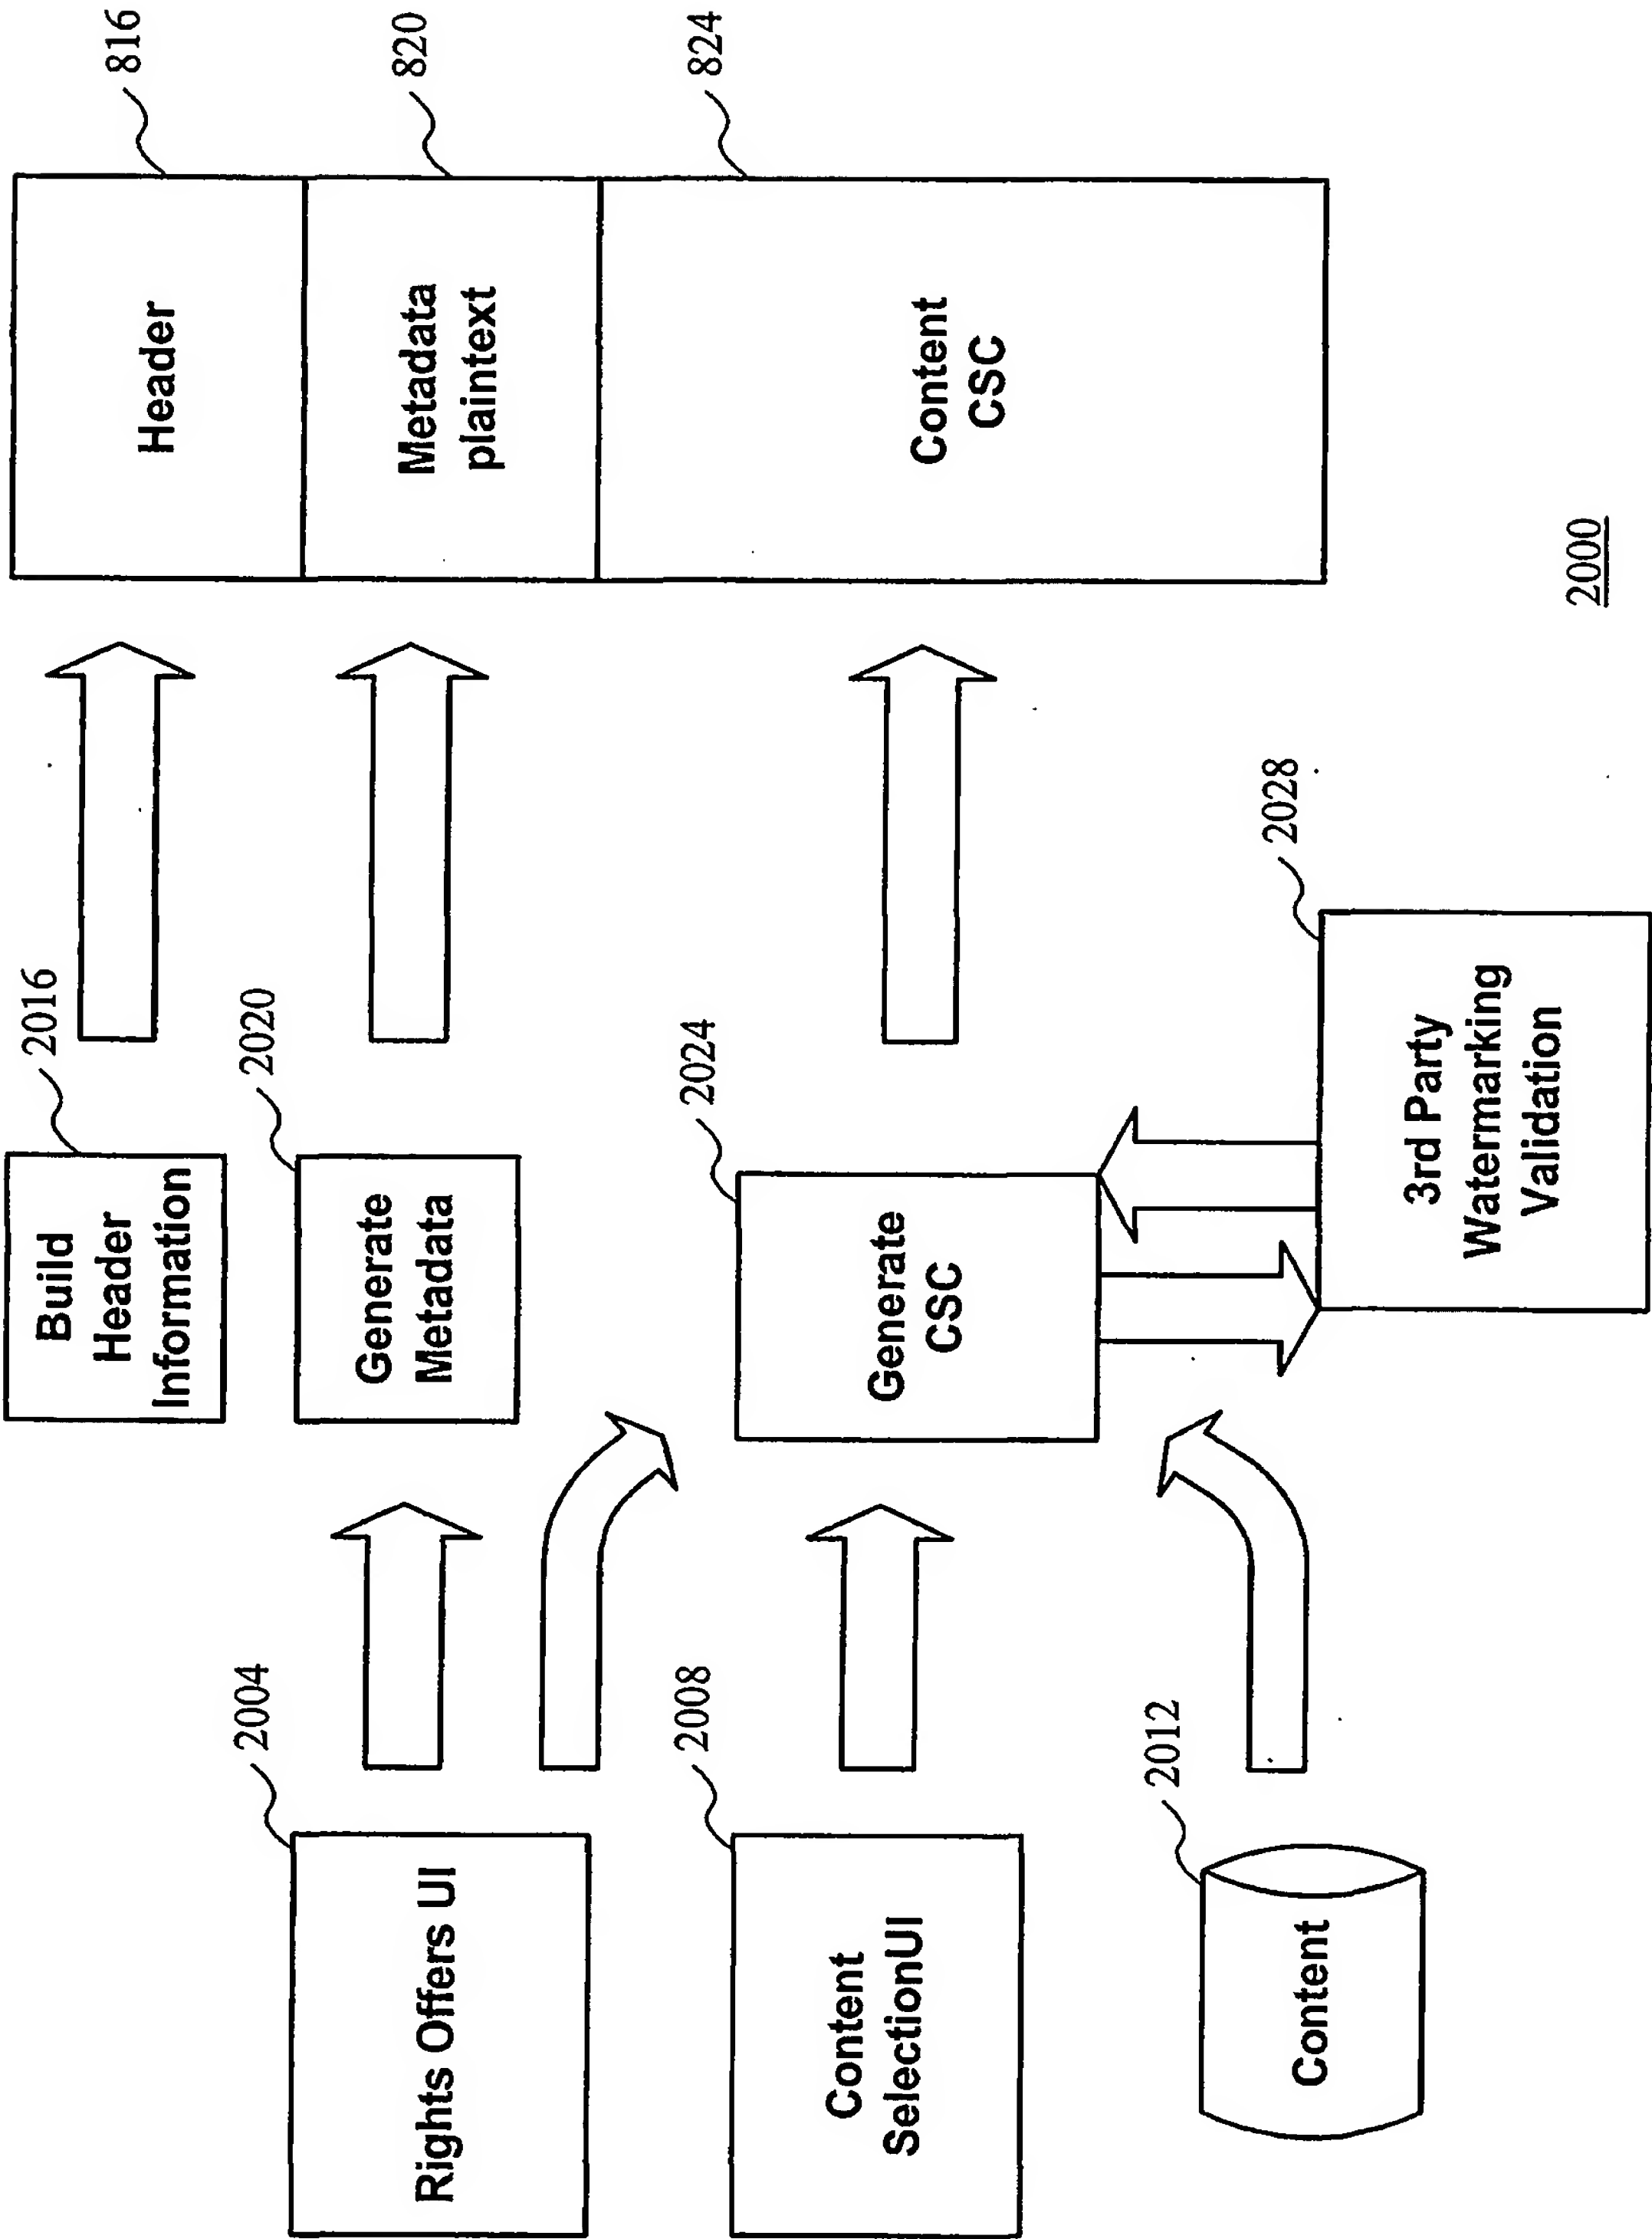 2004
Rights Offers UI
2008
Content
SelectionUI
2012
Content
2016
Build
Header
Information
2020
Generate
Metadata
2024
Generate
CSC
2028
3rd Party
Watermarking
Validation
816
Header
820
Metadata
plaintext
824
Content
CSC
2000